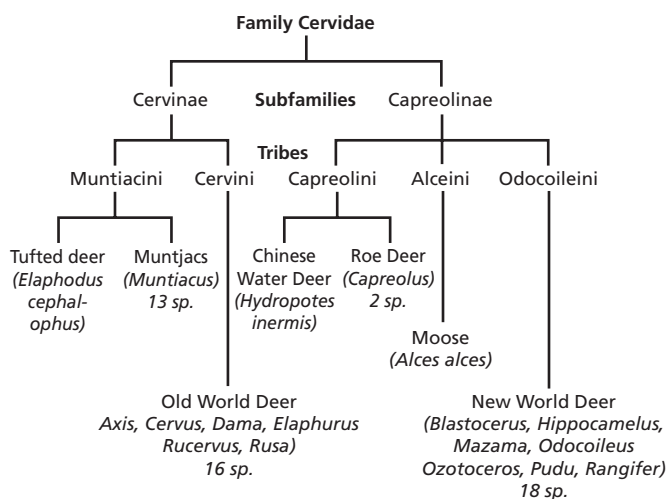 Family Cervidae
Cervinae Subfamilies Capreolinae
Tribes
Muntiacini Cervini Capreolini Alceini Odocoileini
Tufted deer
(Elaphodus
cephal-
ophus)
Muntjacs
(Muntiacus)
13 sp.
Chinese
Water Deer
(Hydropotes
inermis)
Roe Deer
(Capreolus)
2 sp.
Moose
(Alces alces)
Old World Deer
Axis, Cervus, Dama, Elaphurus
Rucervus, Rusa)
16 sp.
New World Deer
(Blastocerus, Hippocamelus,
Mazama, Odocoileus
Ozotoceros, Pudu, Rangifer)
18 sp.